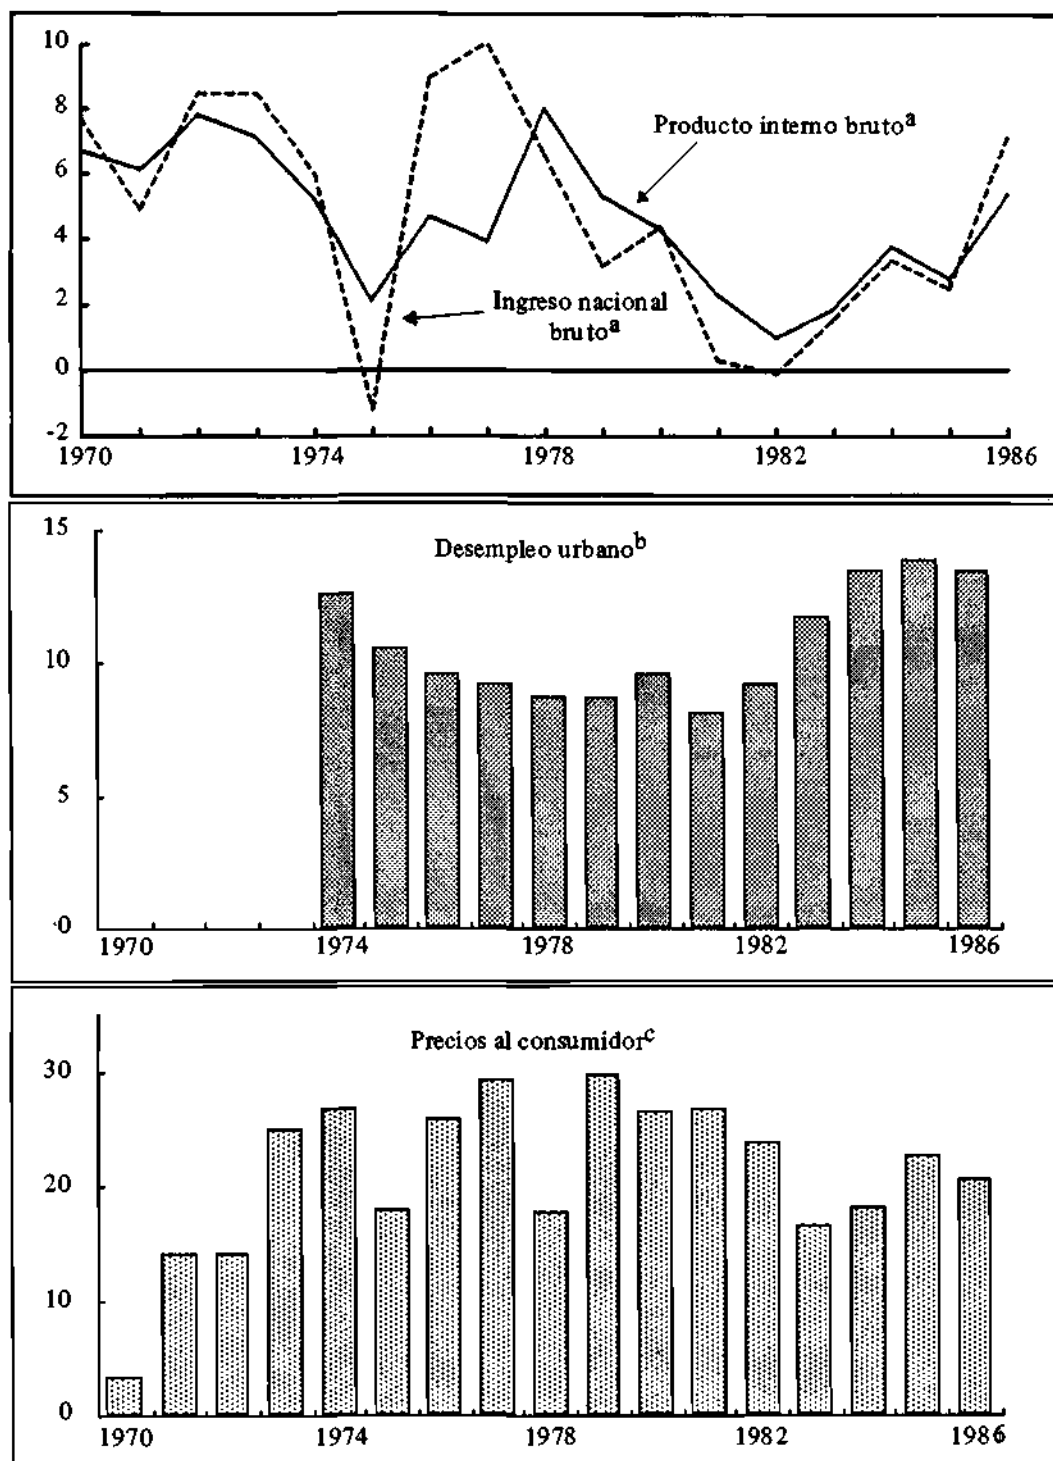 10
8
6
4
2
0
-2
Producto interno bruto a
Ingreso nacional
bruto a
1970 1974 1978 1982 1986
Desempleo urbano b
15
10
5
0
1970 1974 1978 1982 1986
Precios al consumidor c
30
20
10
0
1970 1974 1978 1982 1986